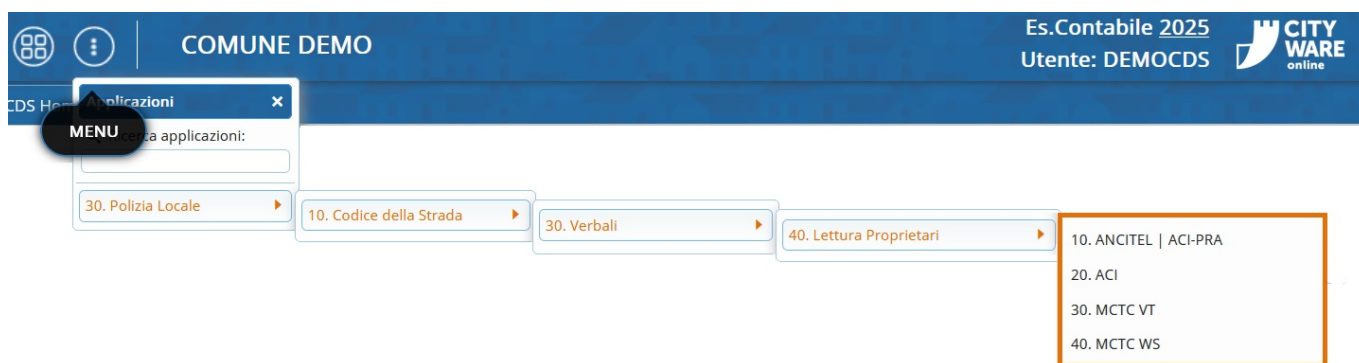 COMUNE DEMO
Es.Contabile 2025
Utente: DEMOCDS
CITY
WARE
online
CDS
Applicazioni ×
MENU
applicazioni:
30. Polizia Locale
10. Codice della Strada
30. Verbali
40. Lettura Proprietari
10. ANCITEL | ACI-PRA
20. ACI
30. MCTC VT
40. MCTC WS